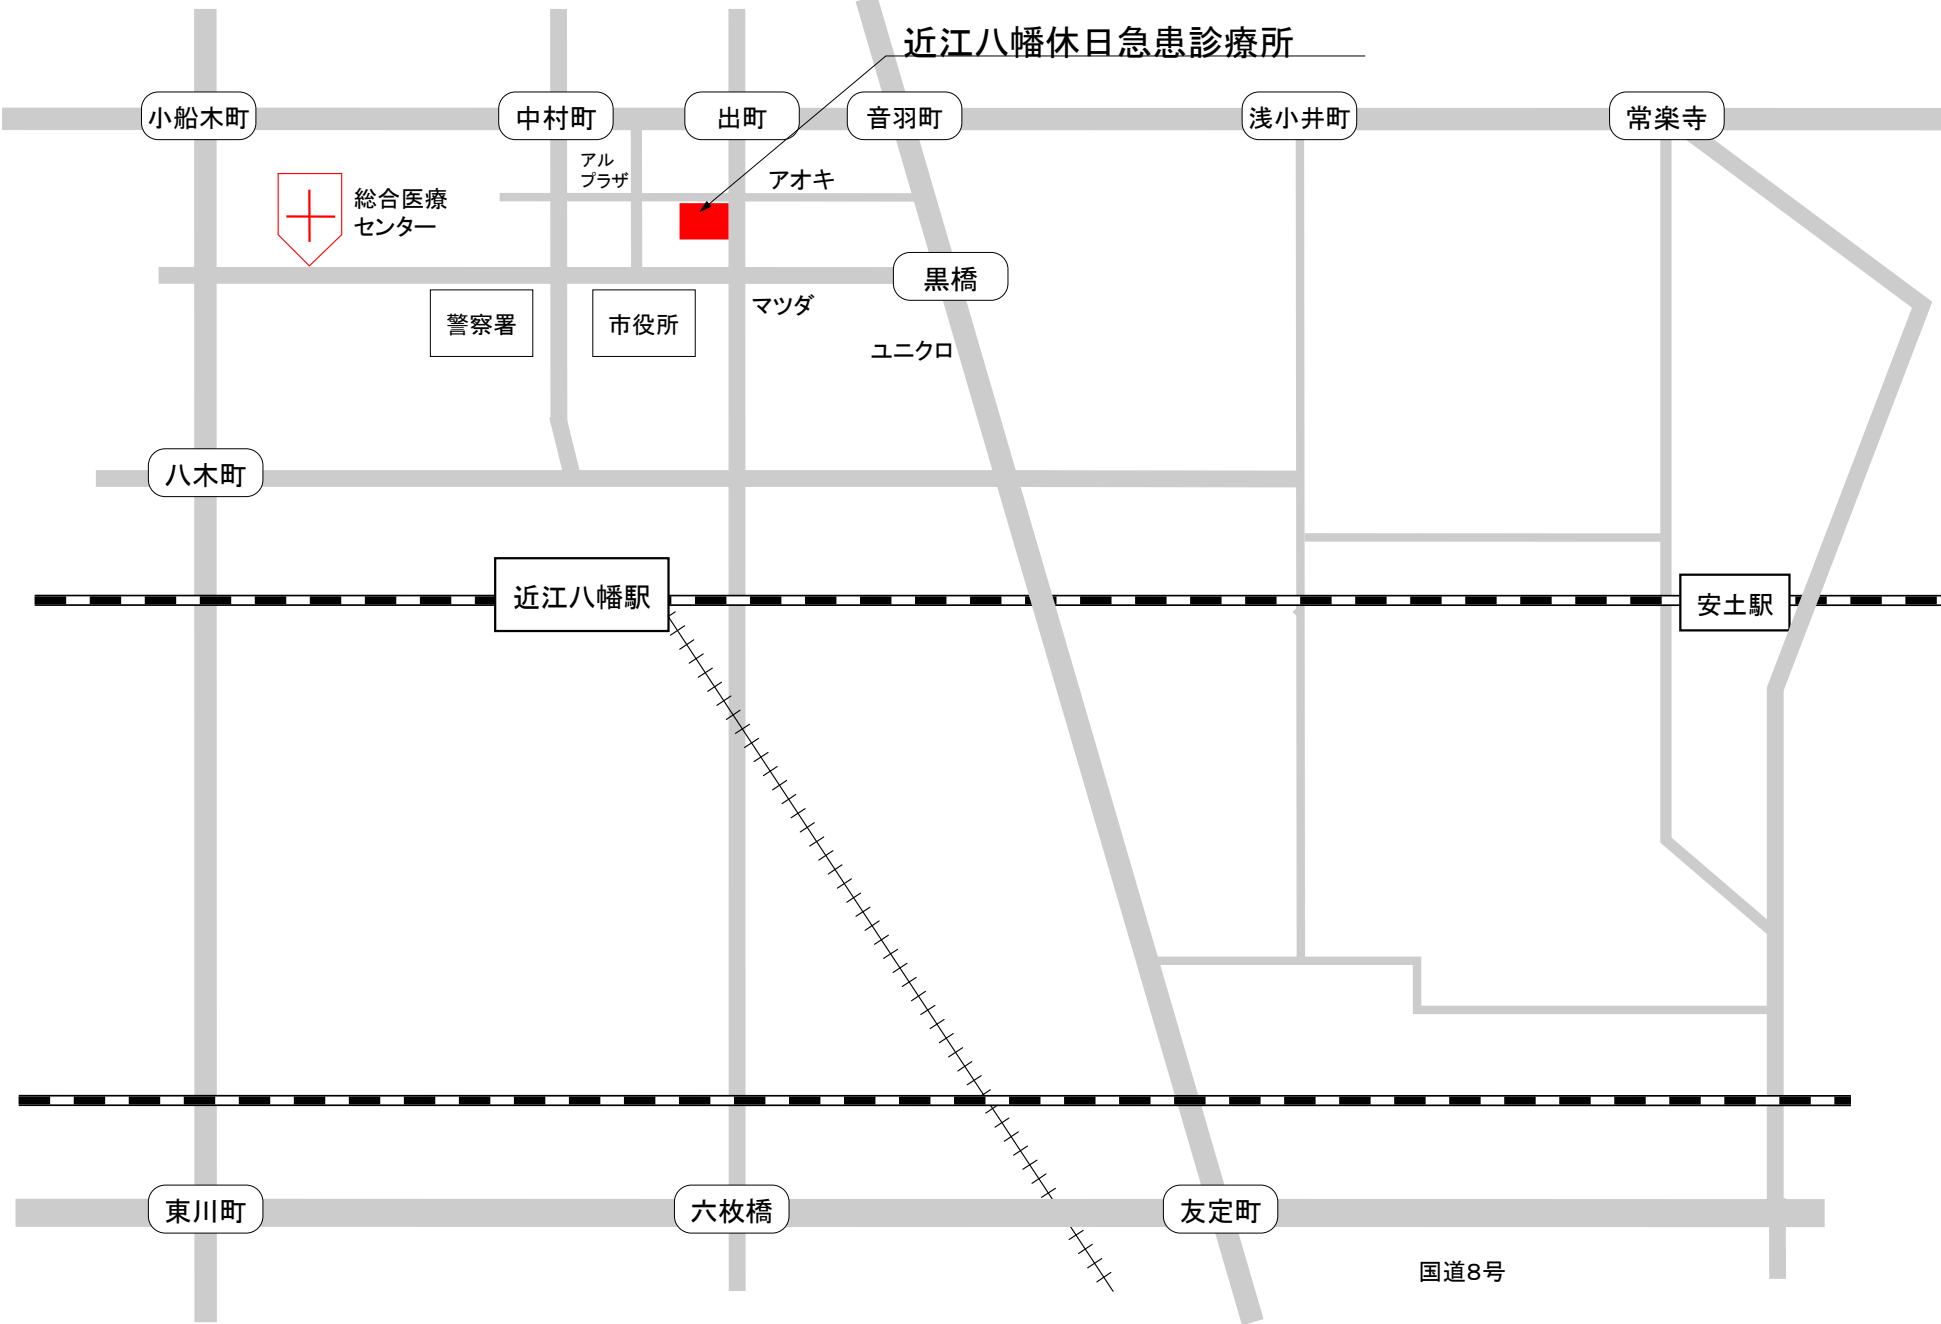 近江八幡休日急患診療所
小船木町
中村町
出町
音羽町
浅小井町
常楽寺
アル
プラザ
アオキ
総合医療
センター
黒橋
警察署
市役所
マツダ
ユニクロ
八木町
近江八幡駅
安土駅
東川町
六枚橋
友定町
国道8号